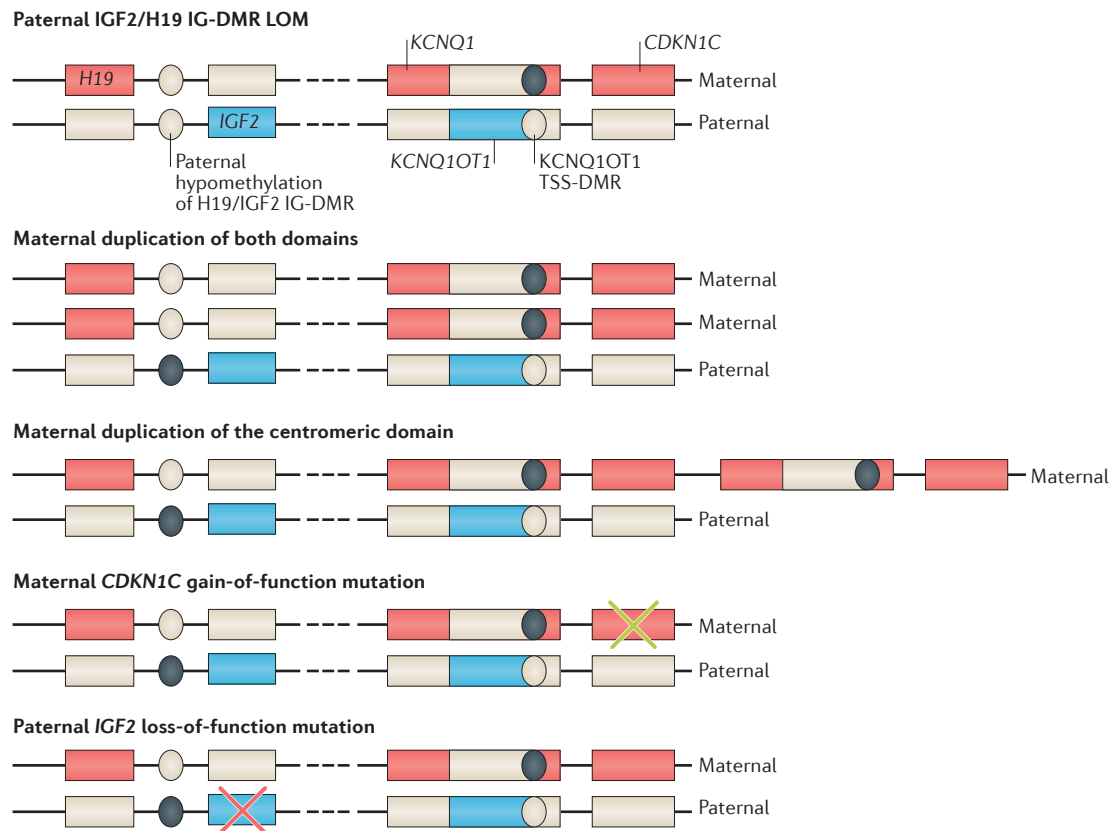 Paternal IGF2/H19 IG-DMR LOM
KCNQ1
CDKN1C
H19
Maternal
IGF2
Paternal
Paternal
hypomethylation
of H19/IGF2 IG-DMR
KCNQ1OT1
KCNQ1OT1
TSS-DMR
Maternal duplication of both domains
Maternal
Maternal
Paternal
Maternal duplication of the centromeric domain
Maternal
Paternal
Maternal CDKN1C gain-of-function mutation
Maternal
Paternal
Paternal IGF2 loss-of-function mutation
Maternal
Paternal